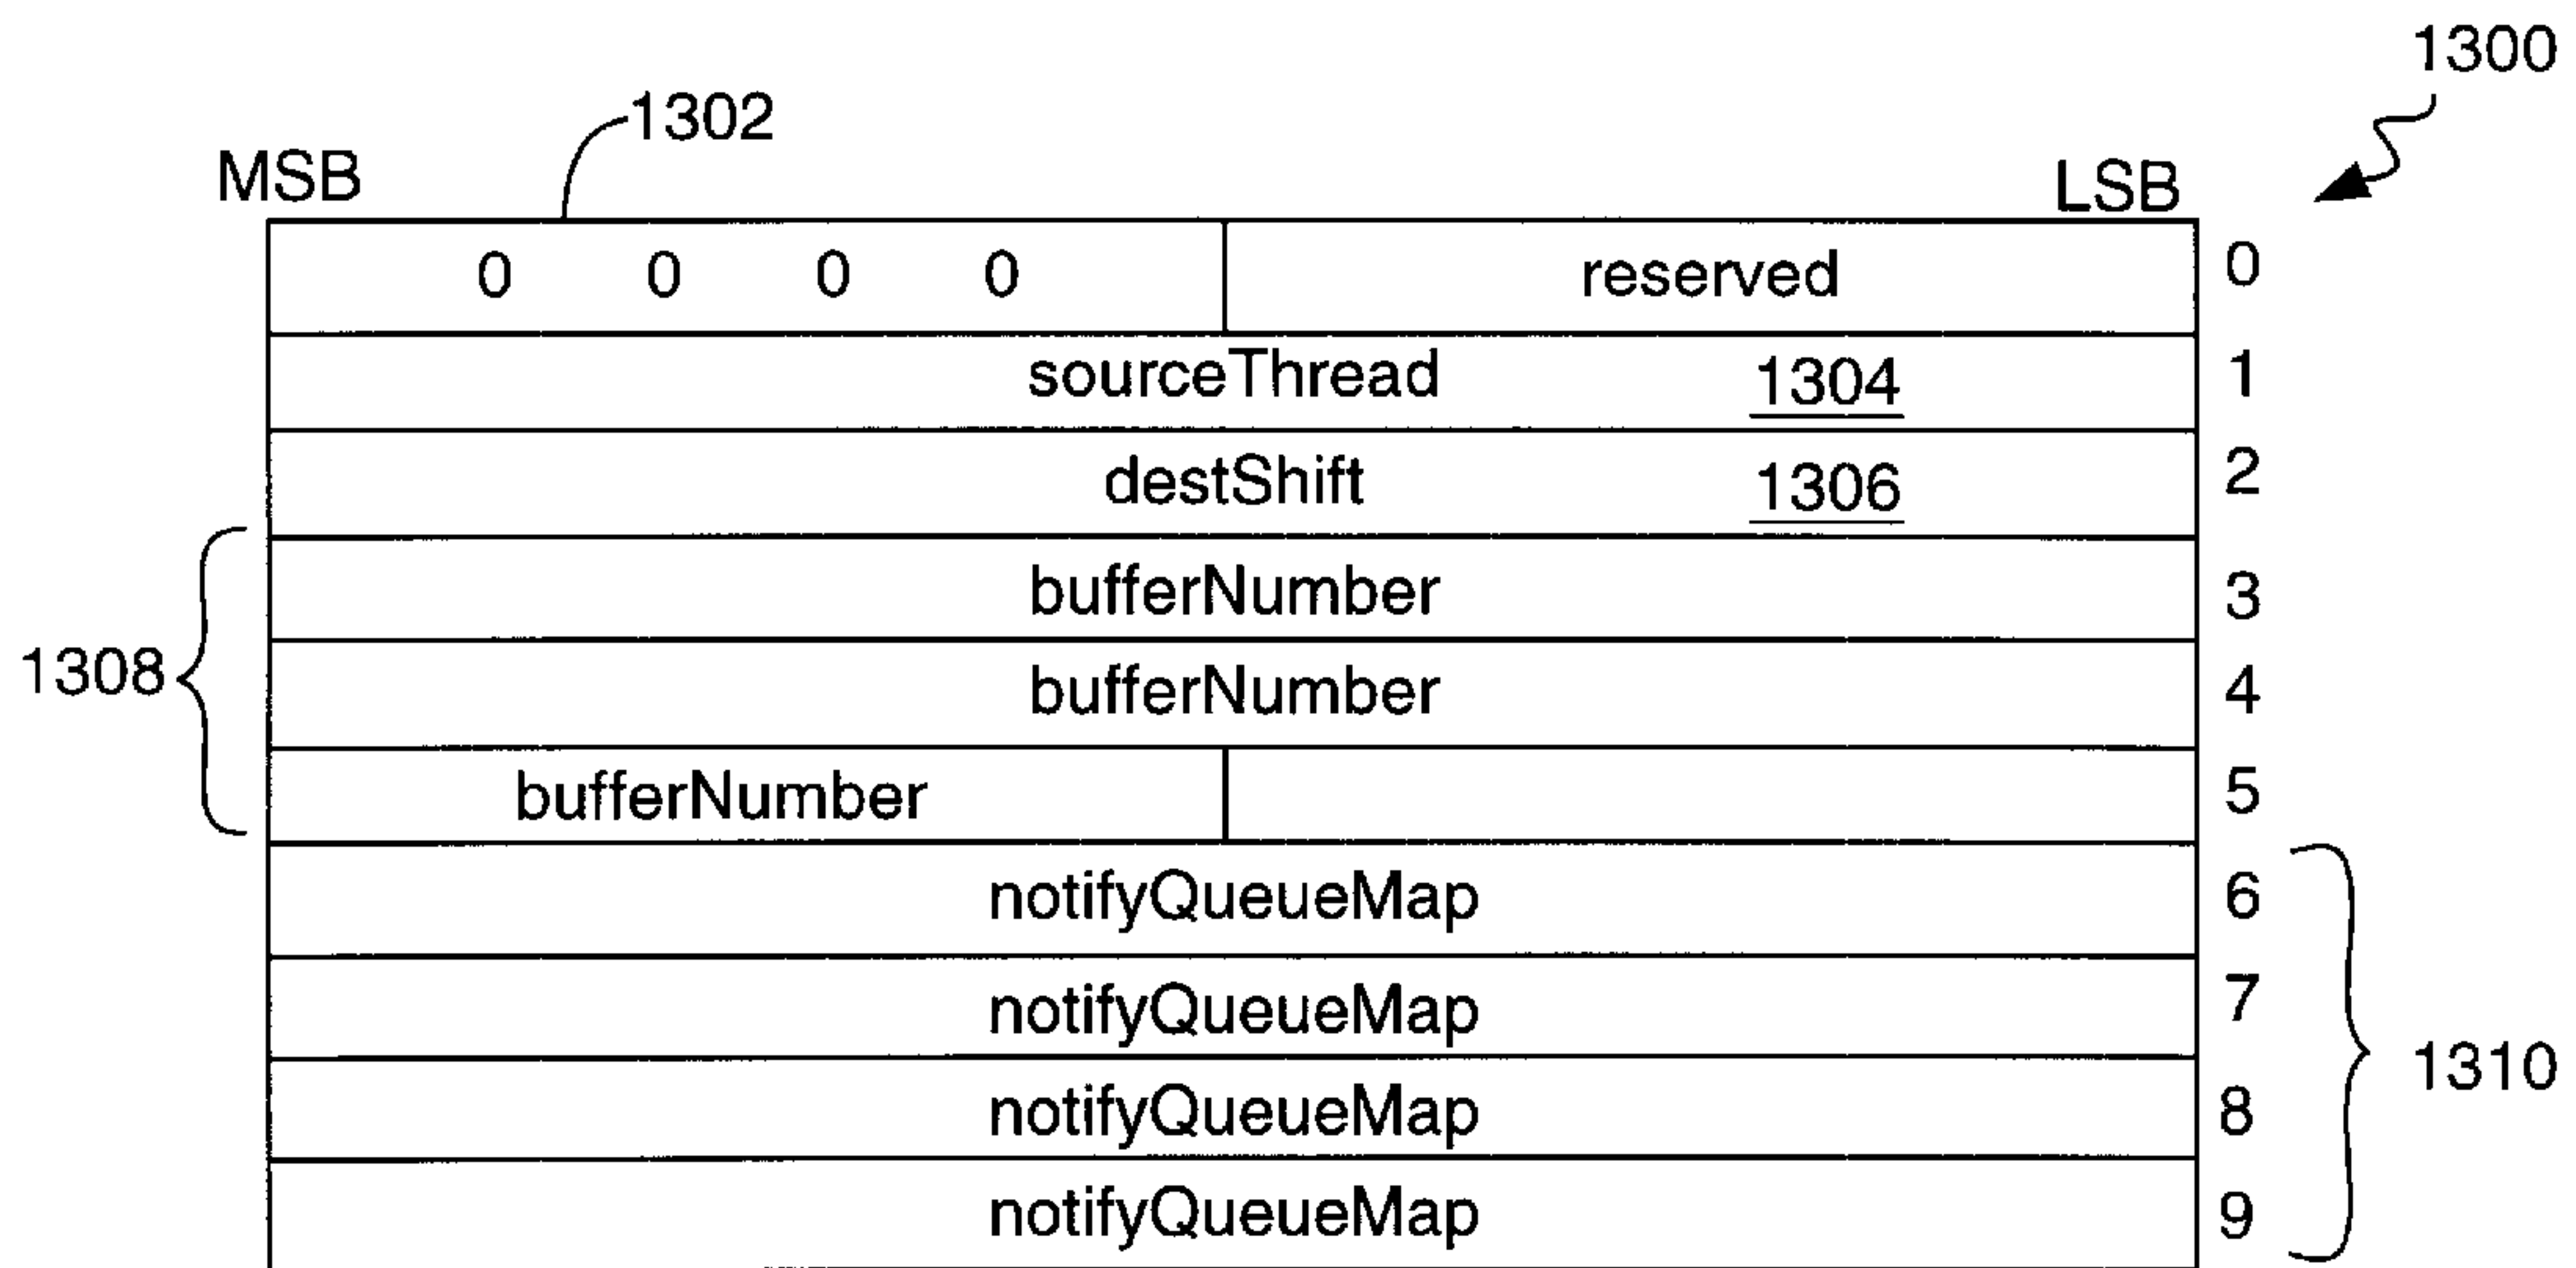 1300
1302
MSB LSB
0 0 0 0 reserved 0
sourceThread 1304 1
destShift 1306 2
bufferNumber 3
1308 bufferNumber 4
bufferNumber 5
notifyQueueMap 6
notifyQueueMap 7
1310
notifyQueueMap 8
notifyQueueMap 9